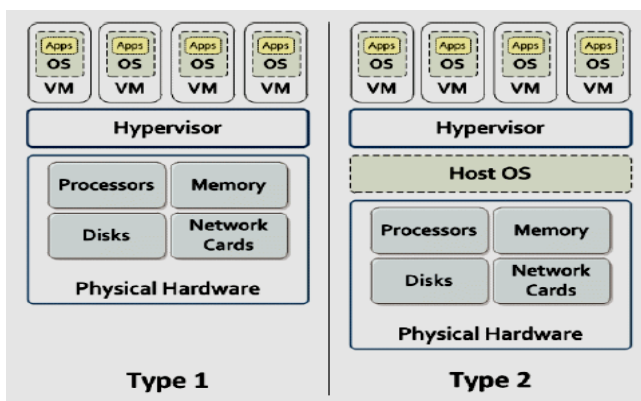 Apps Apps Apps Apps
OS OS OS OS
VM VM VM VM
Hypervisor
Processors Memory
Disks Network Cards
Physical Hardware
Type 1
Apps Apps Apps Apps
OS OS OS OS
VM VM VM VM
Hypervisor
Host OS
Processors Memory
Disks Network Cards
Physical Hardware
Type 2